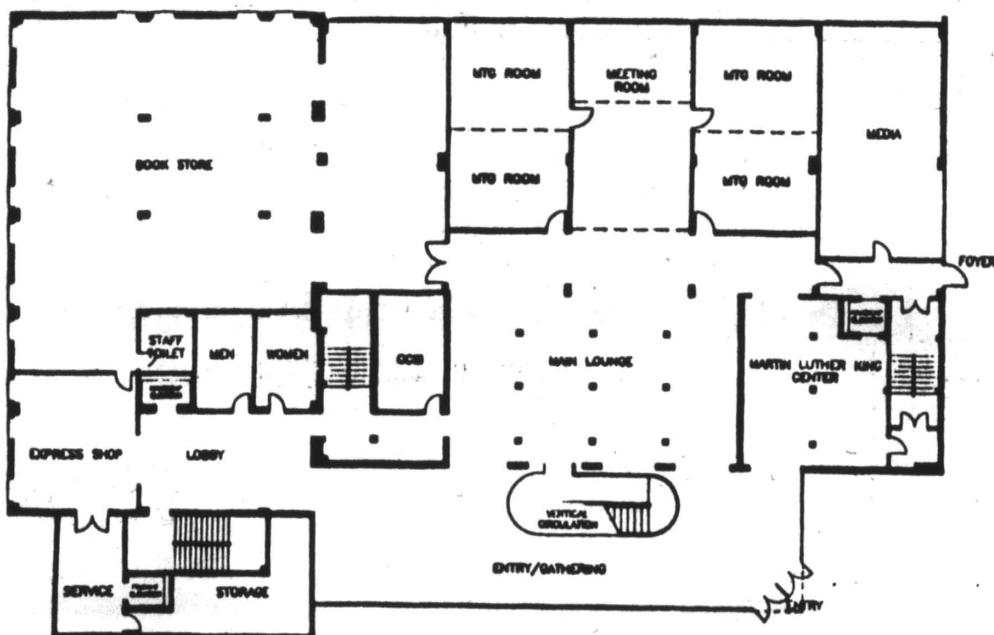 MTG ROOM
MEETING
ROOM
MTG ROOM
MEDIA
BOOK STORE
MTG ROOM
MTG ROOM
FOYER
STAFF
TOILET
MEN
WOMEN
MAIN LOUNGE
MARTIN LUTHER KING
CENTER
EXPRESS SHOP
LOBBY
VERTICAL
CIRCULATION
ENTRY/GATHERING
SERVICE
STORAGE
ENTRY